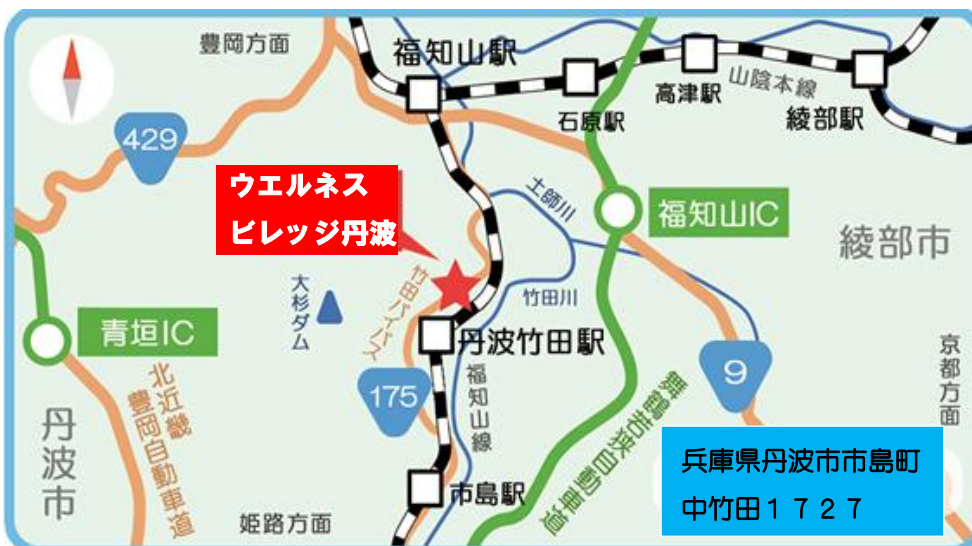 豊岡方面
福知山駅
石原駅
高津駅
山陰本線
綾部駅
429
ウエルネス
ビレッジ丹波
土師川
福知山IC
綾部市
大杉ダム
竹田バイパス
竹田川
青垣IC
丹波竹田駅
京都方面
北近畿
豊岡自動車道
175
福知山線
9
舞鶴若狭自動車道
丹波市
市島駅
姫路方面
兵庫県丹波市市島町
中竹田1727